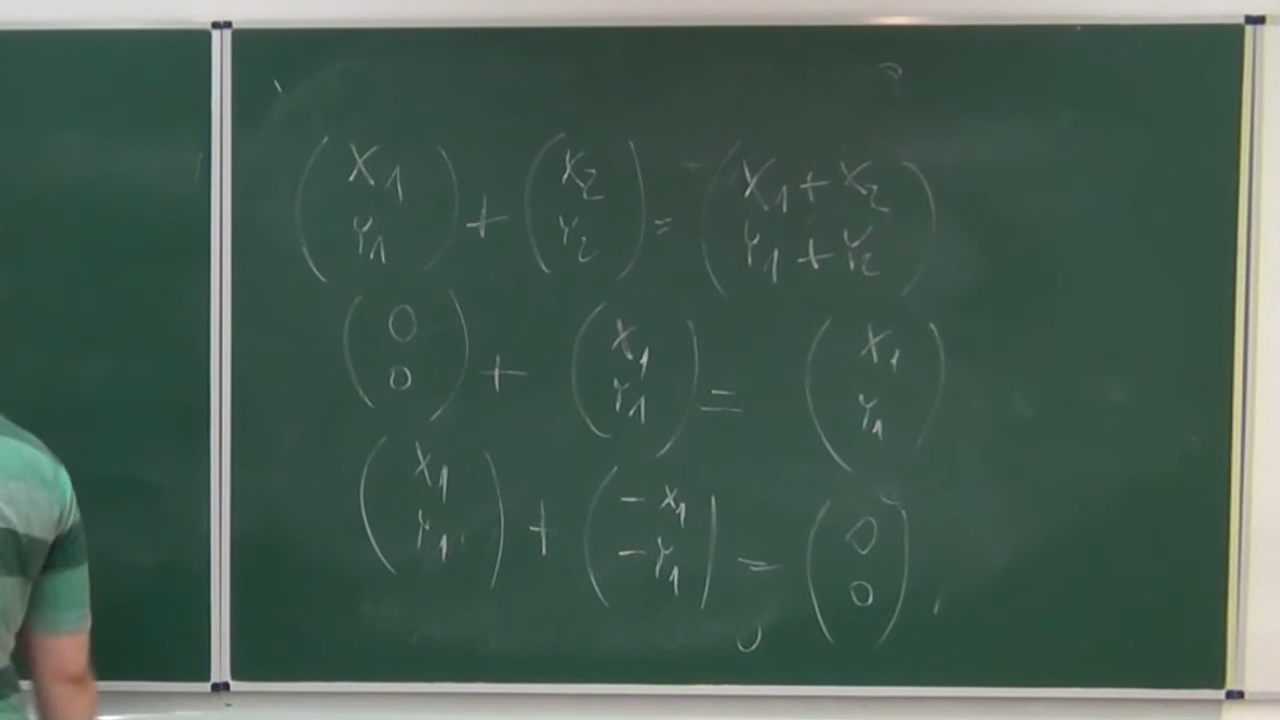 (X₁ Y₁) + (X₂ Y₂) = (X₁ + X₂ Y₁ + Y₂)
(0 0) + (X₁ Y₁) = (X₁ Y₁)
(X₁ Y₁) + (-X₁ -Y₁) = (0 0)